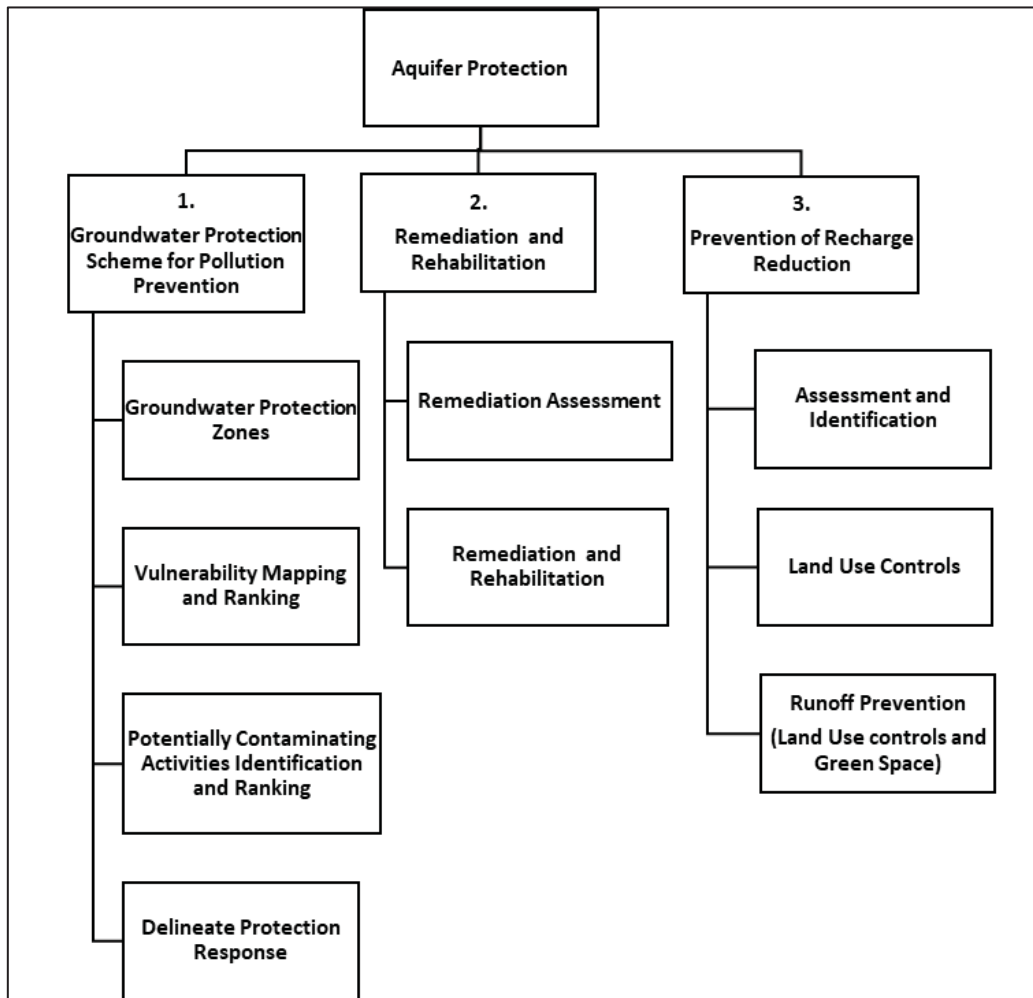 Aquifer Protection
1.
Groundwater Protection
Scheme for Pollution
Prevention
2.
Remediation and
Rehabilitation
3.
Prevention of Recharge
Reduction
Groundwater Protection
Zones
Vulnerability Mapping
and Ranking
Potentially Contaminating
Activities Identification
and Ranking
Delineate Protection
Response
Remediation Assessment
Remediation and
Rehabilitation
Assessment and
Identification
Land Use Controls
Runoff Prevention
(Land Use controls and
Green Space)